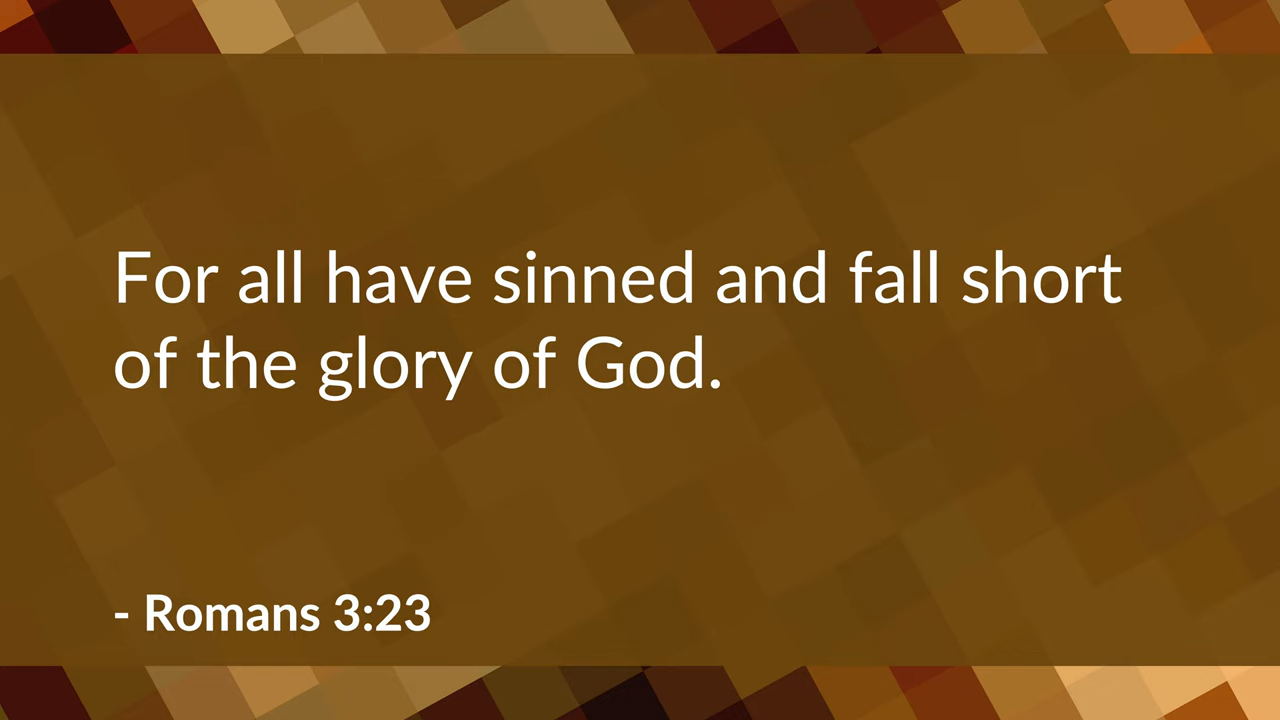 For all have sinned and fall short
of the glory of God.
- Romans 3:23